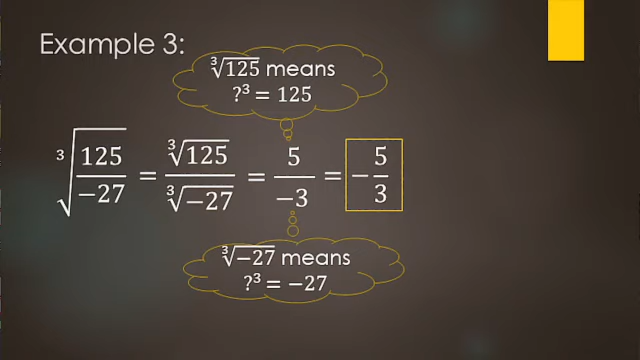 Example 3:
∛125 means
?³ = 125
∛(125/−27) = ∛125/∛−27 = 5/−3 = −5/3
∛−27 means
?³ = −27